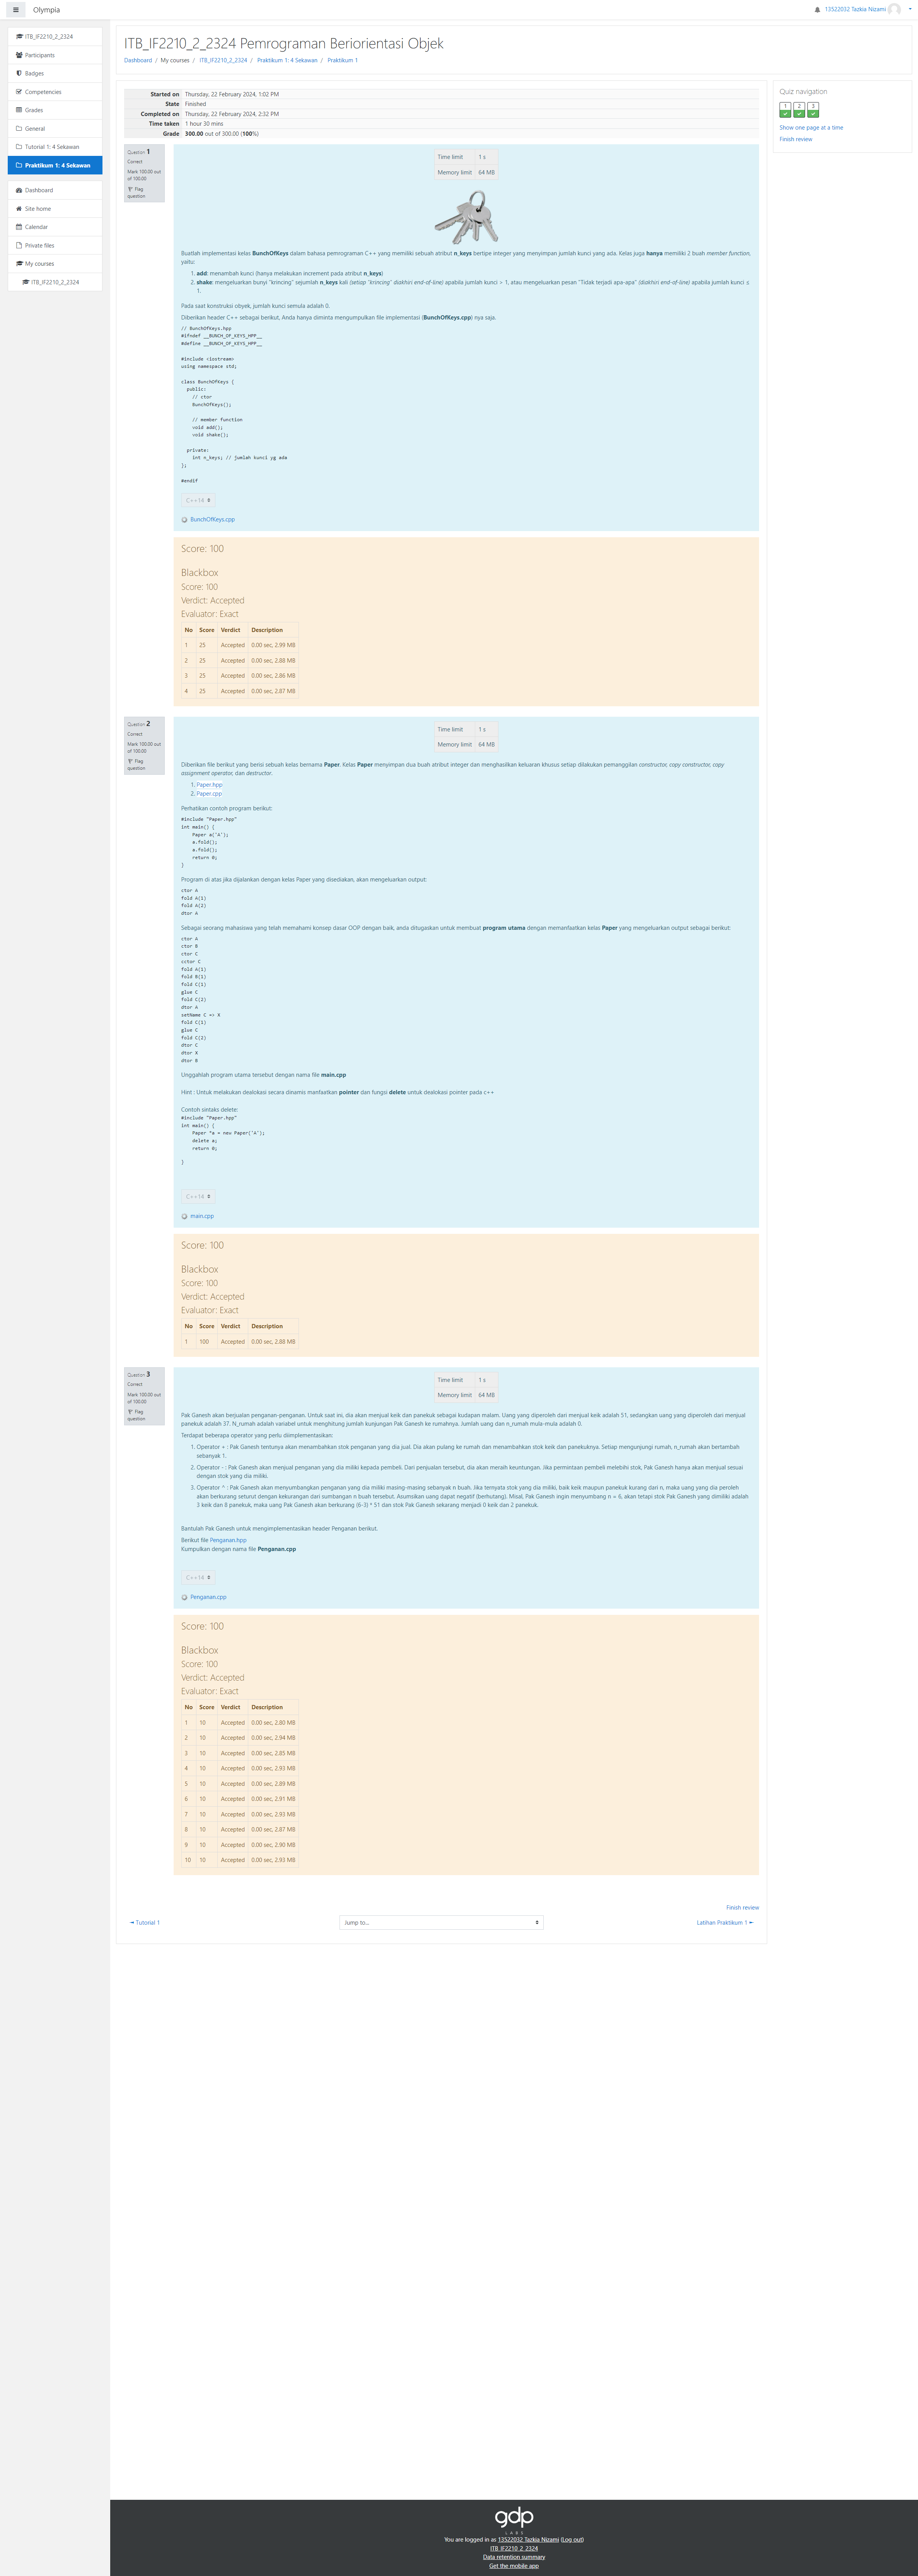 Olympia
13522032 Tazkia Nizami
ITB_IF2210_2_2324
Participants
Badges
Competencies
Grades
General
Tutorial 1: 4 Sekawan
Praktikum 1: 4 Sekawan
Dashboard
Site home
Calendar
Private files
My courses
ITB_IF2210_2_2324
ITB_IF2210_2_2324 Pemrograman Beriorientasi Objek
Dashboard / My courses / ITB_IF2210_2_2324 / Praktikum 1: 4 Sekawan / Praktikum 1
Started on Thursday, 22 February 2024, 1:02 PM
State Finished
Completed on Thursday, 22 February 2024, 2:32 PM
Time taken 1 hour 30 mins
Grade 300.00 out of 300.00 (100%)
Quiz navigation
1 2 3
Show one page at a time
Finish review
Question 1
Correct
Mark 100.00 out
of 100.00
Flag
question
Time limit 1 s
Memory limit 64 MB
Buatlah implementasi kelas BunchOfKeys dalam bahasa pemrograman C++ yang memiliki sebuah atribut n_keys bertipe integer yang menyimpan jumlah kunci yang ada. Kelas juga hanya memiliki 2 buah member function,
yaitu:
1. add: menambah kunci (hanya melakukan increment pada atribut n_keys)
2. shake: mengeluarkan bunyi "krincing" sejumlah n_keys kali (setiap "krincing" diakhiri end-of-line) apabila jumlah kunci > 1, atau mengeluarkan pesan "Tidak terjadi apa-apa" (diakhiri end-of-line) apabila jumlah kunci ≤
1.
Pada saat konstruksi obyek, jumlah kunci semula adalah 0.
Diberikan header C++ sebagai berikut, Anda hanya diminta mengumpulkan file implementasi (BunchOfKeys.cpp) nya saja.
// BunchOfKeys.hpp
#ifndef __BUNCH_OF_KEYS_HPP__
#define __BUNCH_OF_KEYS_HPP__
#include <iostream>
using namespace std;
class BunchOfKeys {
public:
// ctor
BunchOfKeys();
// member function
void add();
void shake();
private:
int n_keys; // jumlah kunci yg ada
};
#endif
C++14
BunchOfKeys.cpp
Score: 100
Blackbox
Score: 100
Verdict: Accepted
Evaluator: Exact
No Score Verdict Description
1 25 Accepted 0.00 sec, 2.99 MB
2 25 Accepted 0.00 sec, 2.88 MB
3 25 Accepted 0.00 sec, 2.86 MB
4 25 Accepted 0.00 sec, 2.87 MB
Question 2
Correct
Mark 100.00 out
of 100.00
Flag
question
Time limit 1 s
Memory limit 64 MB
Diberikan file berikut yang berisi sebuah kelas bernama Paper. Kelas Paper menyimpan dua buah atribut integer dan menghasilkan keluaran khusus setiap dilakukan pemanggilan constructor, copy constructor, copy
assignment operator, dan destructor.
1. Paper.hpp
2. Paper.cpp
Perhatikan contoh program berikut:
#include "Paper.hpp"
int main() {
Paper a('A');
a.fold();
a.fold();
return 0;
}
Program di atas jika dijalankan dengan kelas Paper yang disediakan, akan mengeluarkan output:
ctor A
fold A(1)
fold A(2)
dtor A
Sebagai seorang mahasiswa yang telah memahami konsep dasar OOP dengan baik, anda ditugaskan untuk membuat program utama dengan memanfaatkan kelas Paper yang mengeluarkan output sebagai berikut:
ctor A
ctor B
ctor C
cctor C
fold A(1)
fold B(1)
fold C(1)
glue C
fold C(2)
dtor A
setName C => X
fold C(1)
glue C
fold C(2)
dtor C
dtor X
dtor B
Unggahlah program utama tersebut dengan nama file main.cpp
Hint : Untuk melakukan dealokasi secara dinamis manfaatkan pointer dan fungsi delete untuk dealokasi pointer pada c++
Contoh sintaks delete:
#include "Paper.hpp"
int main() {
Paper *a = new Paper('A');
delete a;
return 0;
}
C++14
main.cpp
Score: 100
Blackbox
Score: 100
Verdict: Accepted
Evaluator: Exact
No Score Verdict Description
1 100 Accepted 0.00 sec, 2.88 MB
Question 3
Correct
Mark 100.00 out
of 100.00
Flag
question
Time limit 1 s
Memory limit 64 MB
Pak Ganesh akan berjualan penganan-penganan. Untuk saat ini, dia akan menjual keik dan panekuk sebagai kudapan malam. Uang yang diperoleh dari menjual keik adalah 51, sedangkan uang yang diperoleh dari menjual
panekuk adalah 37. N_rumah adalah variabel untuk menghitung jumlah kunjungan Pak Ganesh ke rumahnya. Jumlah uang dan n_rumah mula-mula adalah 0.
Terdapat beberapa operator yang perlu diimplementasikan:
1. Operator + : Pak Ganesh tentunya akan menambahkan stok penganan yang dia jual. Dia akan pulang ke rumah dan menambahkan stok keik dan panekuknya. Setiap mengunjungi rumah, n_rumah akan bertambah
sebanyak 1.
2. Operator - : Pak Ganesh akan menjual penganan yang dia miliki kepada pembeli. Dari penjualan tersebut, dia akan meraih keuntungan. Jika permintaan pembeli melebihi stok, Pak Ganesh hanya akan menjual sesuai
dengan stok yang dia miliki.
3. Operator ^ : Pak Ganesh akan menyumbangkan penganan yang dia miliki masing-masing sebanyak n buah. Jika ternyata stok yang dia miliki, baik keik maupun panekuk kurang dari n, maka uang yang dia peroleh
akan berkurang seturut dengan kekurangan dari sumbangan n buah tersebut. Asumsikan uang dapat negatif (berhutang). Misal, Pak Ganesh ingin menyumbang n = 6, akan tetapi stok Pak Ganesh yang dimiliki adalah
3 keik dan 8 panekuk, maka uang Pak Ganesh akan berkurang (6-3) * 51 dan stok Pak Ganesh sekarang menjadi 0 keik dan 2 panekuk.
Bantulah Pak Ganesh untuk mengimplementasikan header Penganan berikut.
Berikut file Penganan.hpp
Kumpulkan dengan nama file Penganan.cpp
C++14
Penganan.cpp
Score: 100
Blackbox
Score: 100
Verdict: Accepted
Evaluator: Exact
No Score Verdict Description
1 10 Accepted 0.00 sec, 2.80 MB
2 10 Accepted 0.00 sec, 2.94 MB
3 10 Accepted 0.00 sec, 2.85 MB
4 10 Accepted 0.00 sec, 2.93 MB
5 10 Accepted 0.00 sec, 2.89 MB
6 10 Accepted 0.00 sec, 2.91 MB
7 10 Accepted 0.00 sec, 2.93 MB
8 10 Accepted 0.00 sec, 2.87 MB
9 10 Accepted 0.00 sec, 2.90 MB
10 10 Accepted 0.00 sec, 2.93 MB
Finish review
Tutorial 1
Jump to...
Latihan Praktikum 1
gdp
LABS
You are logged in as 13522032 Tazkia Nizami (Log out)
ITB_IF2210_2_2324
Data retention summary
Get the mobile app